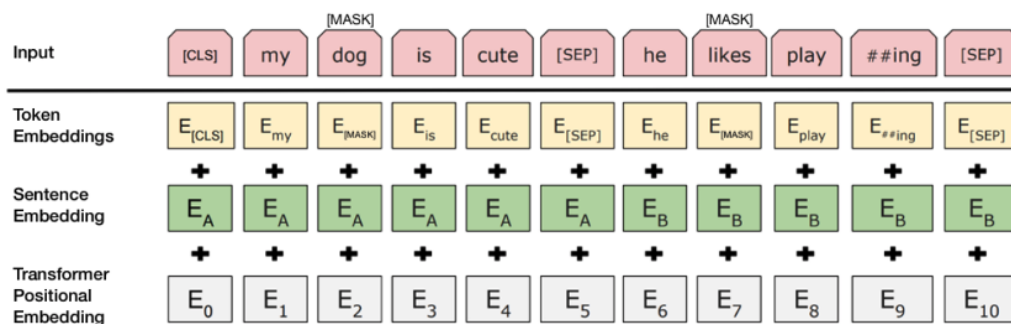 [MASK] [MASK]
Input [CLS] my dog is cute [SEP] he likes play ##ing [SEP]
Token
Embeddings
E[CLS] Emy E[MASK] Eis Ecute E[SEP] Ehe E[MASK] Eplay E##ing E[SEP]
+ + + + + + + + + + +
Sentence
Embedding
EA EA EA EA EA EA EB EB EB EB EB
+ + + + + + + + + + +
Transformer
Positional
Embedding
E0 E1 E2 E3 E4 E5 E6 E7 E8 E9 E10